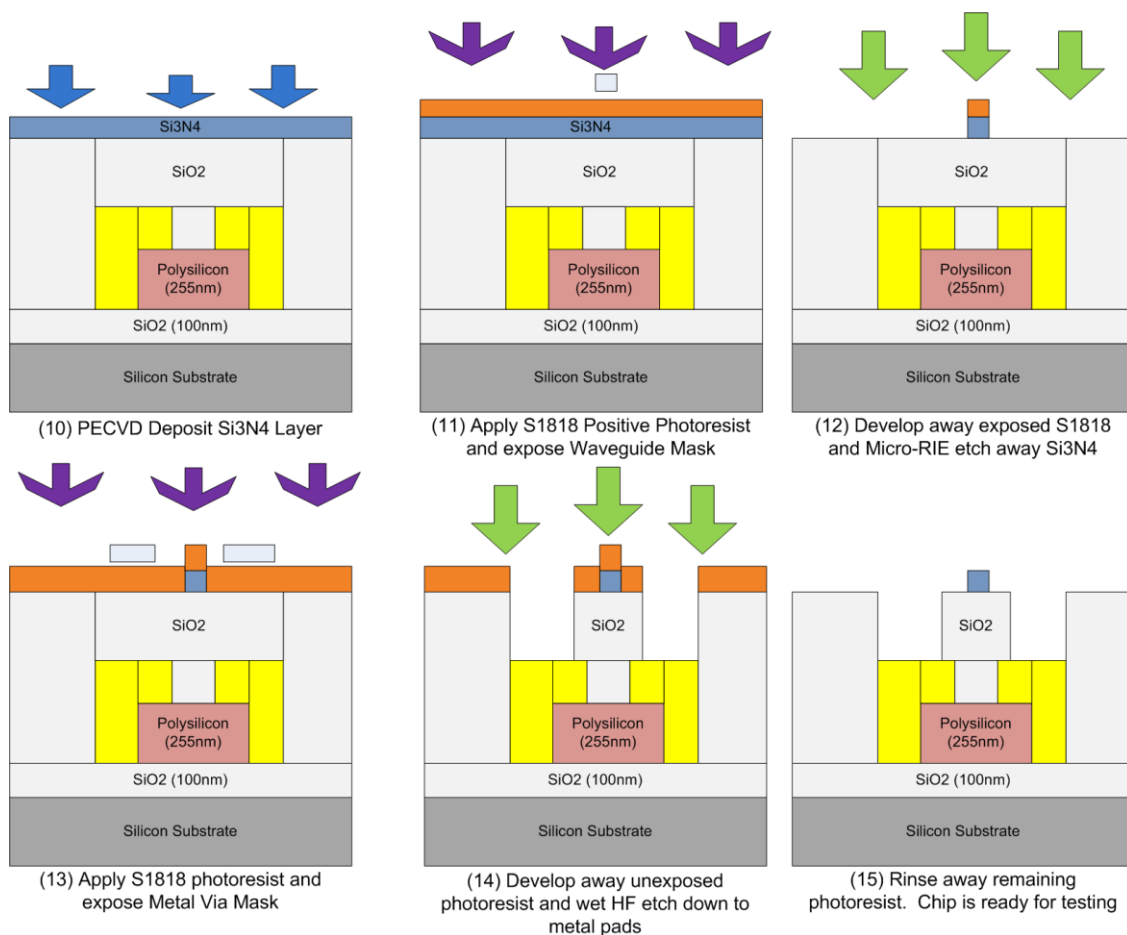 Si3N4
SiO2
Polysilicon
(255nm)
SiO2 (100nm)
Silicon Substrate
(10) PECVD Deposit Si3N4 Layer
Si3N4
SiO2
Polysilicon
(255nm)
SiO2 (100nm)
Silicon Substrate
(11) Apply S1818 Positive Photoresist
and expose Waveguide Mask
SiO2
Polysilicon
(255nm)
SiO2 (100nm)
Silicon Substrate
(12) Develop away exposed S1818
and Micro-RIE etch away Si3N4
SiO2
Polysilicon
(255nm)
SiO2 (100nm)
Silicon Substrate
(13) Apply S1818 photoresist and
expose Metal Via Mask
SiO2
Polysilicon
(255nm)
SiO2 (100nm)
Silicon Substrate
(14) Develop away unexposed
photoresist and wet HF etch down to
metal pads
SiO2
Polysilicon
(255nm)
SiO2 (100nm)
Silicon Substrate
(15) Rinse away remaining
photoresist. Chip is ready for testing